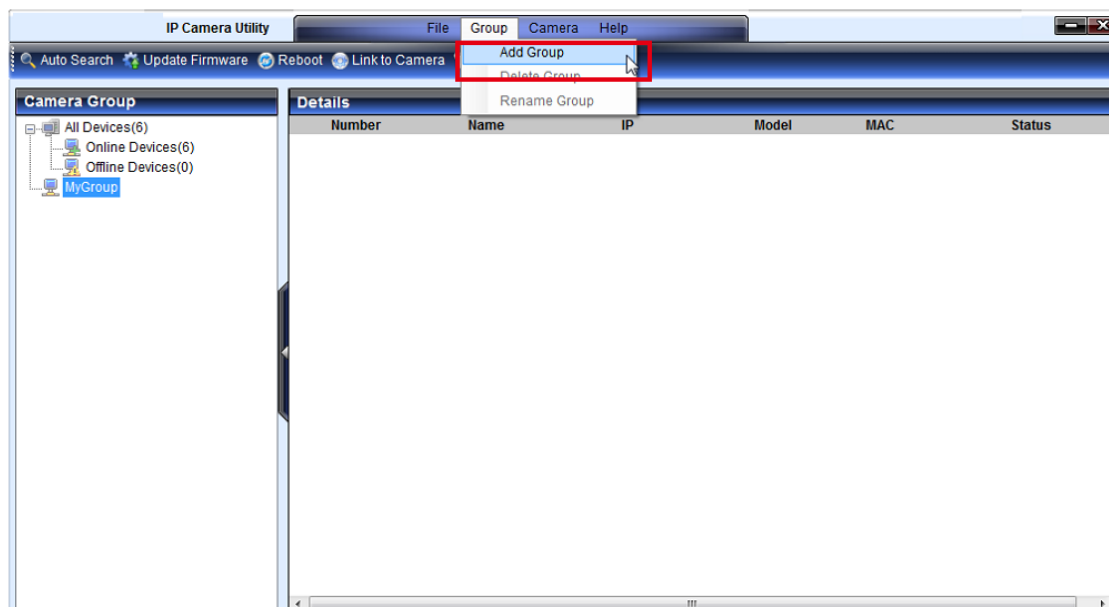 IP Camera Utility File Group Camera Help
Auto Search Update Firmware Reboot Link to Camera
Add Group
Delete Group
Rename Group
Camera Group
Details
Number Name IP Model MAC Status
All Devices(6)
Online Devices(6)
Offline Devices(0)
MyGroup